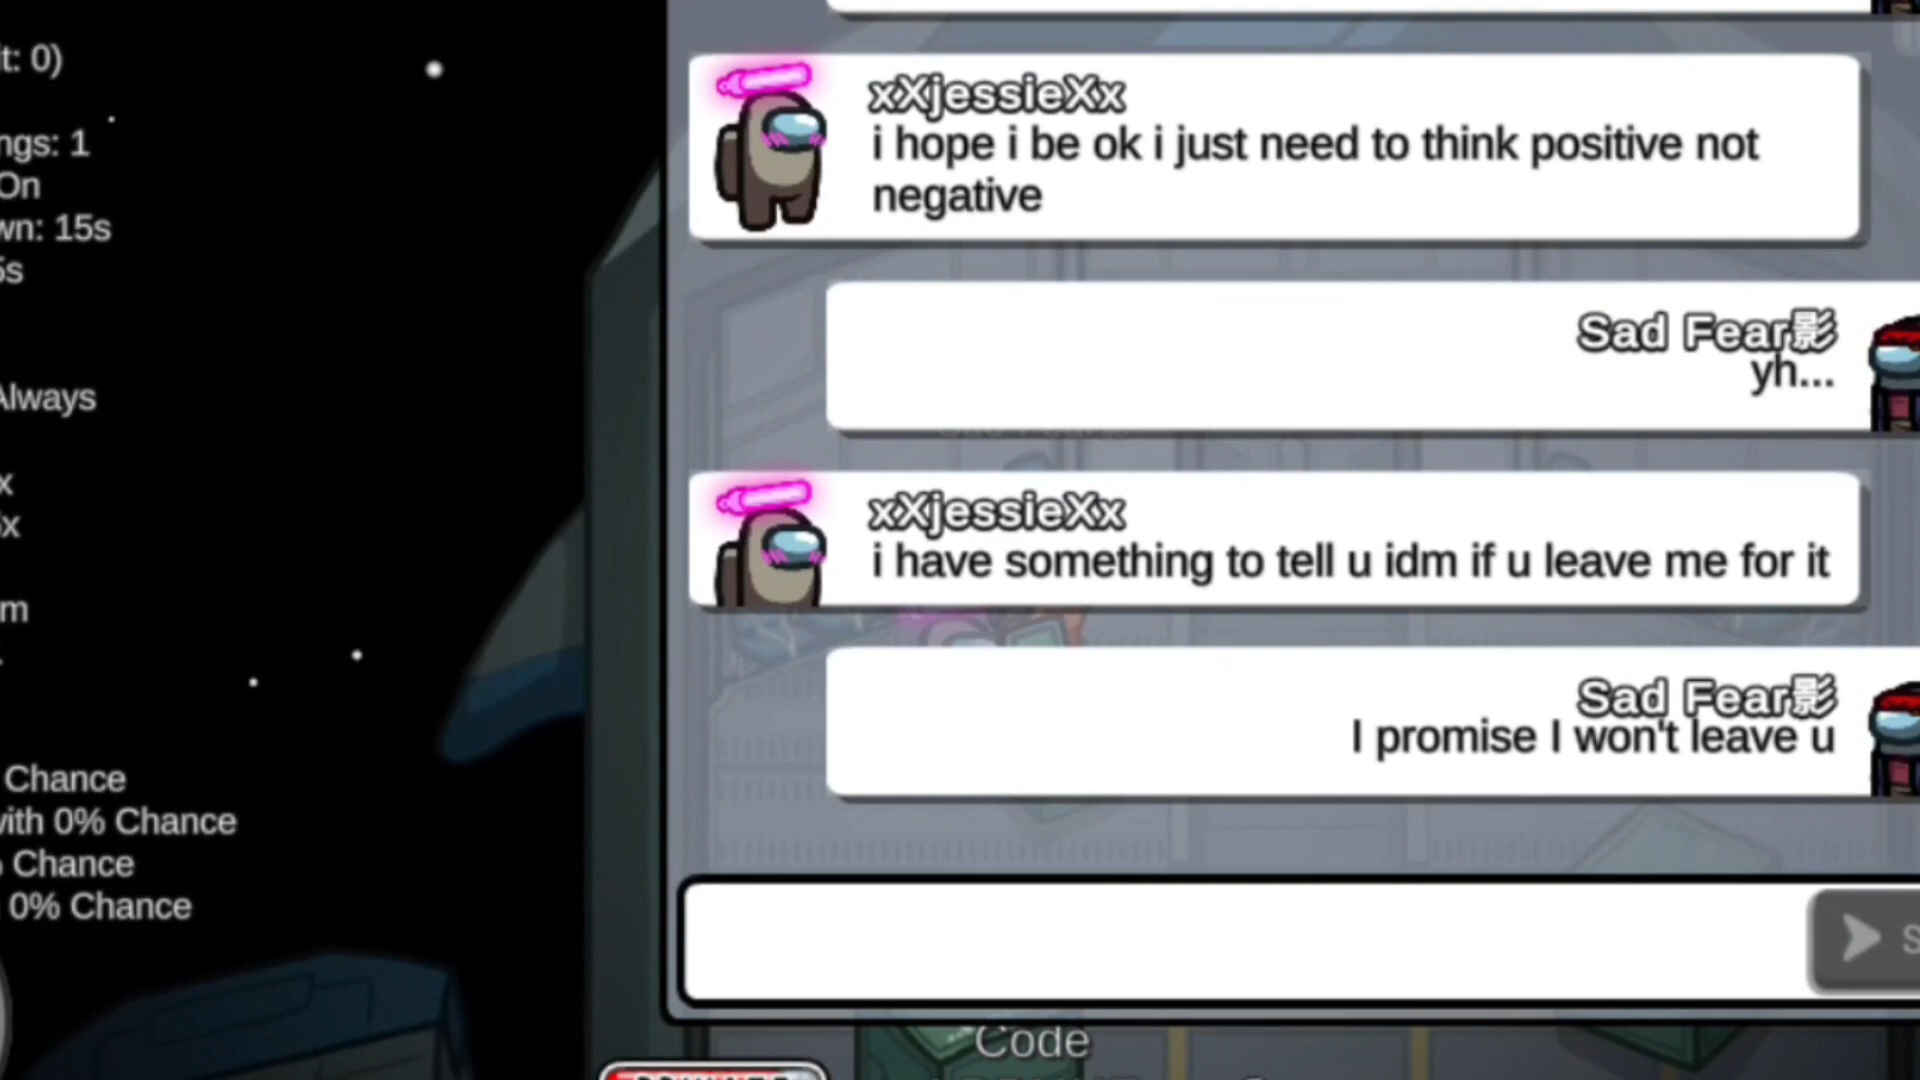 t: 0)
ngs: 1
On
wn: 15s
5s
Always
x
x
m
Chance
with 0% Chance
Chance
0% Chance
xXjessieXx
i hope i be ok i just need to think positive not
negative
Sad Fear影
yh...
xXjessieXx
i have something to tell u idm if u leave me for it
Sad Fear影
I promise I won't leave u
S
Code